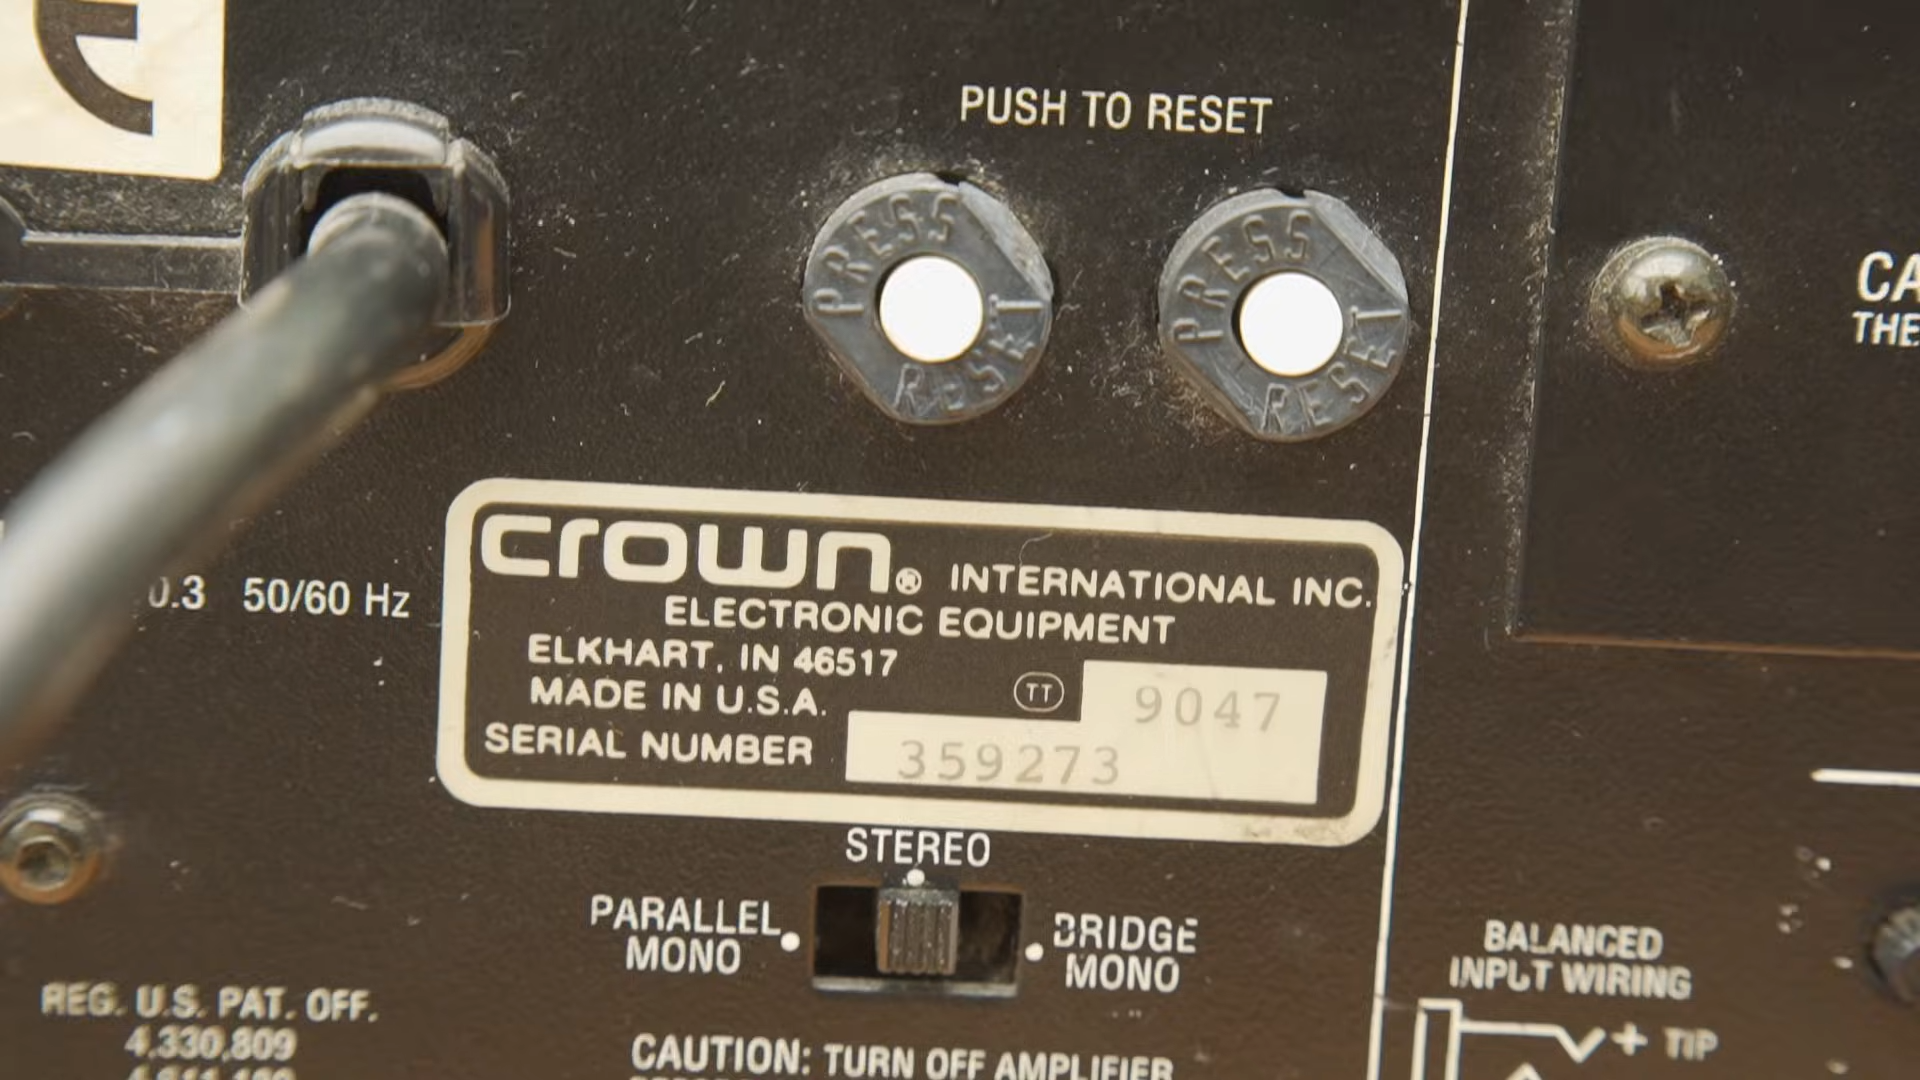 PUSH TO RESET
PRESS
RESET
PRESS
RESET
CA
THE
crown® INTERNATIONAL INC.
ELECTRONIC EQUIPMENT
ELKHART, IN 46517
MADE IN U.S.A.
TT
9047
SERIAL NUMBER 359273
0.3 50/60 Hz
STEREO
PARALLEL
MONO
BRIDGE
MONO
BALANCED
INPUT WIRING
+ TIP
REG. U.S. PAT. OFF.
4,330,809
CAUTION: TURN OFF AMPLIFIER